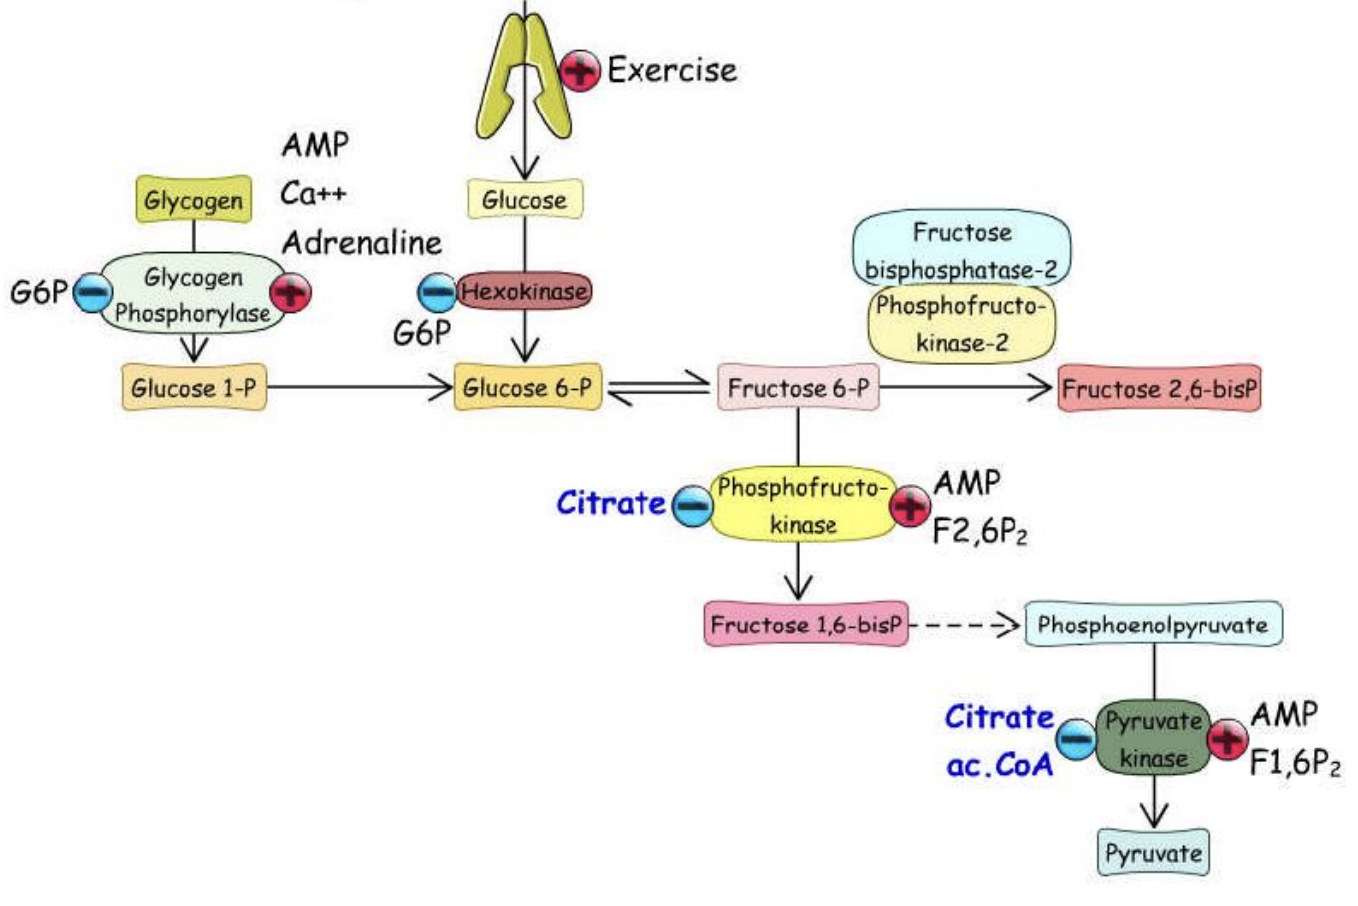 Exercise
AMP
Ca++
Adrenaline
Glycogen
Glucose
G6P
Glycogen
Phosphorylase
Hexokinase
G6P
Fructose
bisphosphatase-2
Phosphofructo-
kinase-2
Glucose 1-P
Glucose 6-P
Fructose 6-P
Fructose 2,6-bisP
Citrate
Phosphofructo-
kinase
AMP
F2,6P₂
Fructose 1,6-bisP
Phosphoenolpyruvate
Citrate
ac.CoA
Pyruvate
kinase
AMP
F1,6P₂
Pyruvate